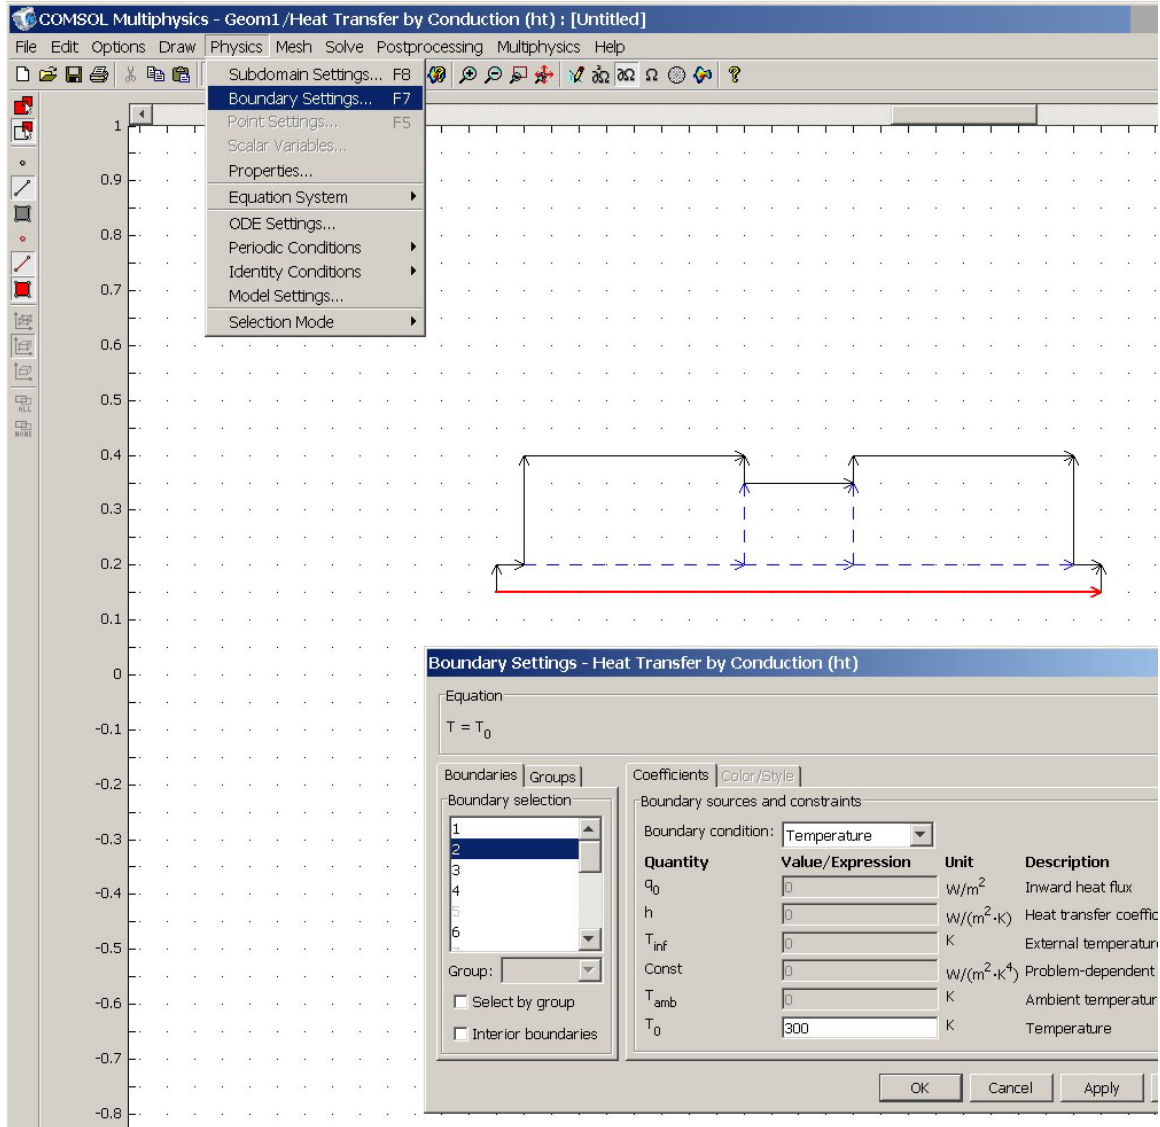 COMSOL Multiphysics - Geom1/Heat Transfer by Conduction (ht) : [Untitled]
File Edit Options Draw Physics Mesh Solve Postprocessing Multiphysics Help
Subdomain Settings... F8
Boundary Settings... F7
Point Settings... F5
Scalar Variables...
Properties...
Equation System
ODE Settings...
Periodic Conditions
Identity Conditions
Model Settings...
Selection Mode
ALL
NONE
1
0.9
0.8
0.7
0.6
0.5
0.4
0.3
0.2
0.1
0
-0.1
-0.2
-0.3
-0.4
-0.5
-0.6
-0.7
-0.8
Boundary Settings - Heat Transfer by Conduction (ht)
Equation
T = T0
Boundaries Groups
Boundary selection
1
2
3
4
5
6
Group:
Select by group
Interior boundaries
Coefficients Color/Style
Boundary sources and constraints
Boundary condition: Temperature
Quantity Value/Expression Unit Description
q0 0 W/m² Inward heat flux
h 0 W/(m²·K) Heat transfer coeffic
Tinf 0 K External temperature
Const 0 W/(m²·K⁴) Problem-dependent
Tamb 0 K Ambient temperatur
T0 300 K Temperature
OK Cancel Apply